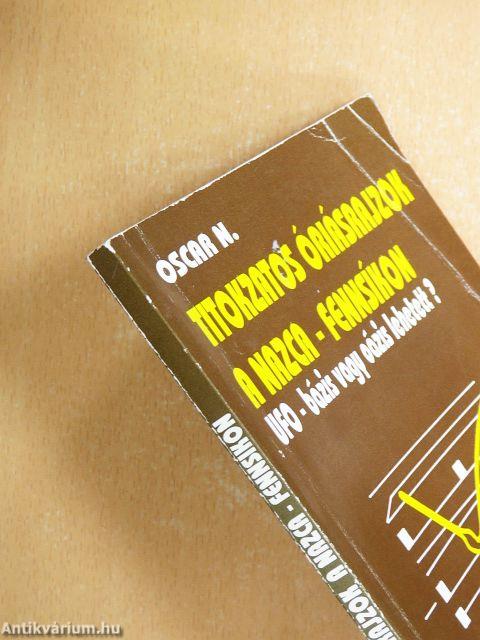 OSCAR N.
TITOKZATOS ÓRIÁSRAJZOK
A NAZCA - FENNSÍKON
UFO - bázis vagy oázis lehetett?
RAJZOK A NAZCA - FENNSÍKON
Antikvárium.hu